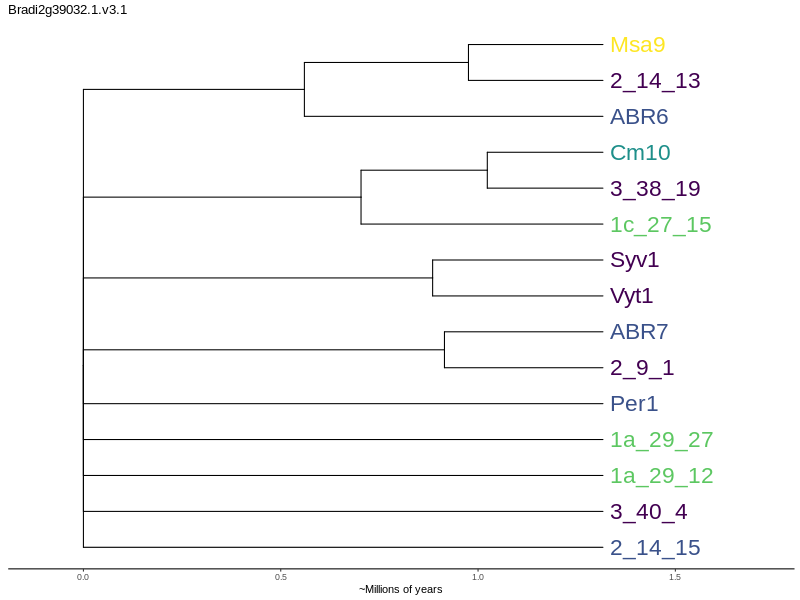 Bradi2g39032.1.v3.1
Msa9
2_14_13
ABR6
Cm10
3_38_19
1c_27_15
Syv1
Vyt1
ABR7
2_9_1
Per1
1a_29_27
1a_29_12
3_40_4
2_14_15
0.0 0.5 1.0 1.5
~Millions of years